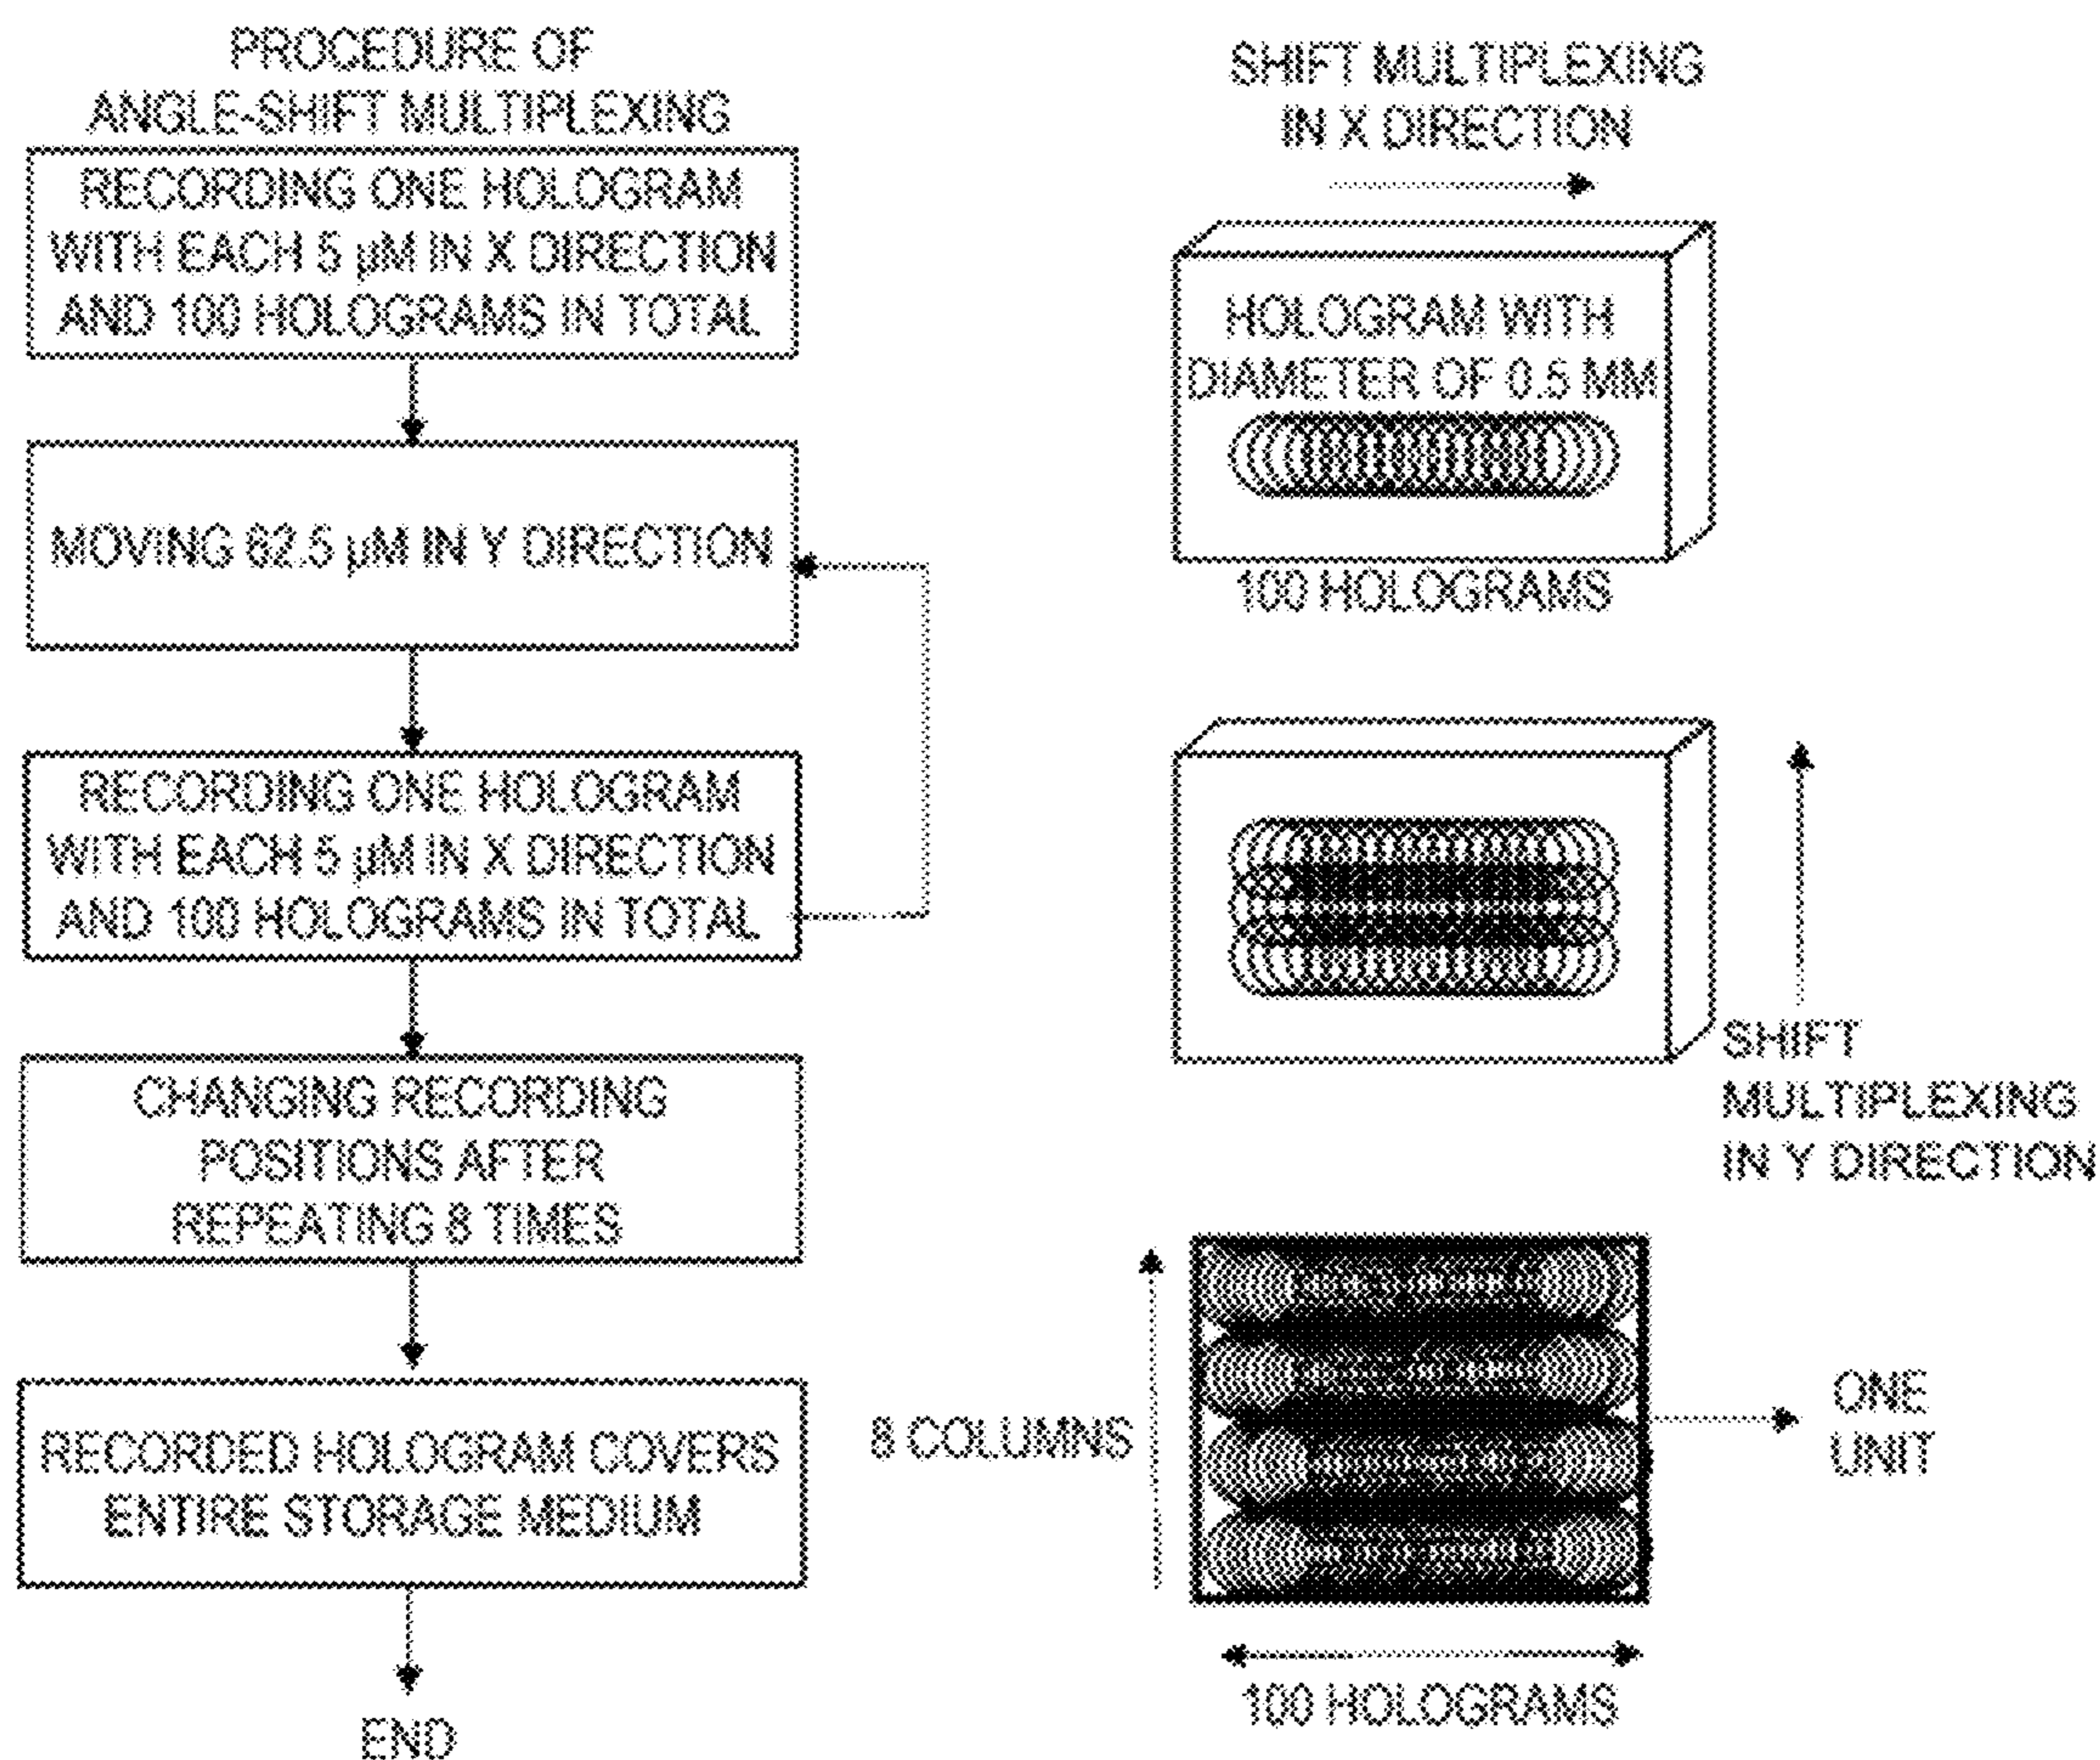 PROCEDURE OF
ANGLE-SHIFT MULTIPLEXING
RECORDING ONE HOLOGRAM
WITH EACH 5 µM IN X DIRECTION
AND 100 HOLOGRAMS IN TOTAL
MOVING 62.5 µM IN Y DIRECTION
RECORDING ONE HOLOGRAM
WITH EACH 5 µM IN X DIRECTION
AND 100 HOLOGRAMS IN TOTAL
CHANGING RECORDING
POSITIONS AFTER
REPEATING 8 TIMES
RECORDED HOLOGRAM COVERS
ENTIRE STORAGE MEDIUM
END
SHIFT MULTIPLEXING
IN X DIRECTION
HOLOGRAM WITH
DIAMETER OF 0.5 MM
100 HOLOGRAMS
SHIFT
MULTIPLEXING
IN Y DIRECTION
8 COLUMNS
ONE
UNIT
100 HOLOGRAMS